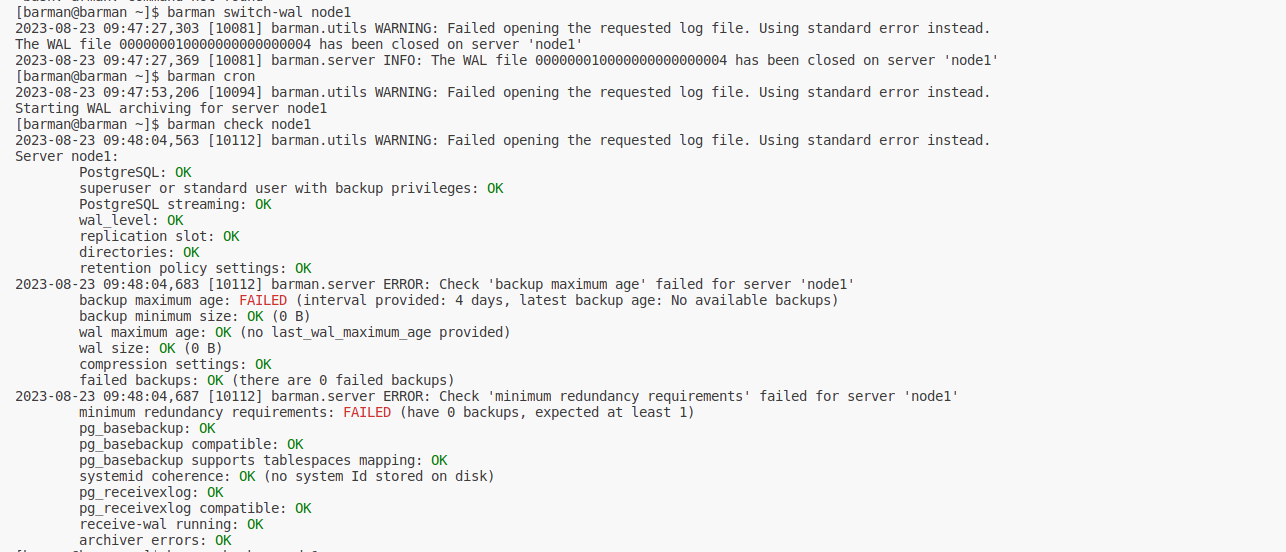 [barman@barman ~]$ barman switch-wal node1
2023-08-23 09:47:27,303 [10081] barman.utils WARNING: Failed opening the requested log file. Using standard error instead.
The WAL file 000000010000000000000004 has been closed on server 'node1'
2023-08-23 09:47:27,369 [10081] barman.server INFO: The WAL file 000000010000000000000004 has been closed on server 'node1'
[barman@barman ~]$ barman cron
2023-08-23 09:47:53,206 [10094] barman.utils WARNING: Failed opening the requested log file. Using standard error instead.
Starting WAL archiving for server node1
[barman@barman ~]$ barman check node1
2023-08-23 09:48:04,563 [10112] barman.utils WARNING: Failed opening the requested log file. Using standard error instead.
Server node1:
PostgreSQL: OK
superuser or standard user with backup privileges: OK
PostgreSQL streaming: OK
wal_level: OK
replication slot: OK
directories: OK
retention policy settings: OK
2023-08-23 09:48:04,683 [10112] barman.server ERROR: Check 'backup maximum age' failed for server 'node1'
backup maximum age: FAILED (interval provided: 4 days, latest backup age: No available backups)
backup minimum size: OK (0 B)
wal maximum age: OK (no last_wal_maximum_age provided)
wal size: OK (0 B)
compression settings: OK
failed backups: OK (there are 0 failed backups)
2023-08-23 09:48:04,687 [10112] barman.server ERROR: Check 'minimum redundancy requirements' failed for server 'node1'
minimum redundancy requirements: FAILED (have 0 backups, expected at least 1)
pg_basebackup: OK
pg_basebackup compatible: OK
pg_basebackup supports tablespaces mapping: OK
systemid coherence: OK (no system Id stored on disk)
pg_receivexlog: OK
pg_receivexlog compatible: OK
receive-wal running: OK
archiver errors: OK